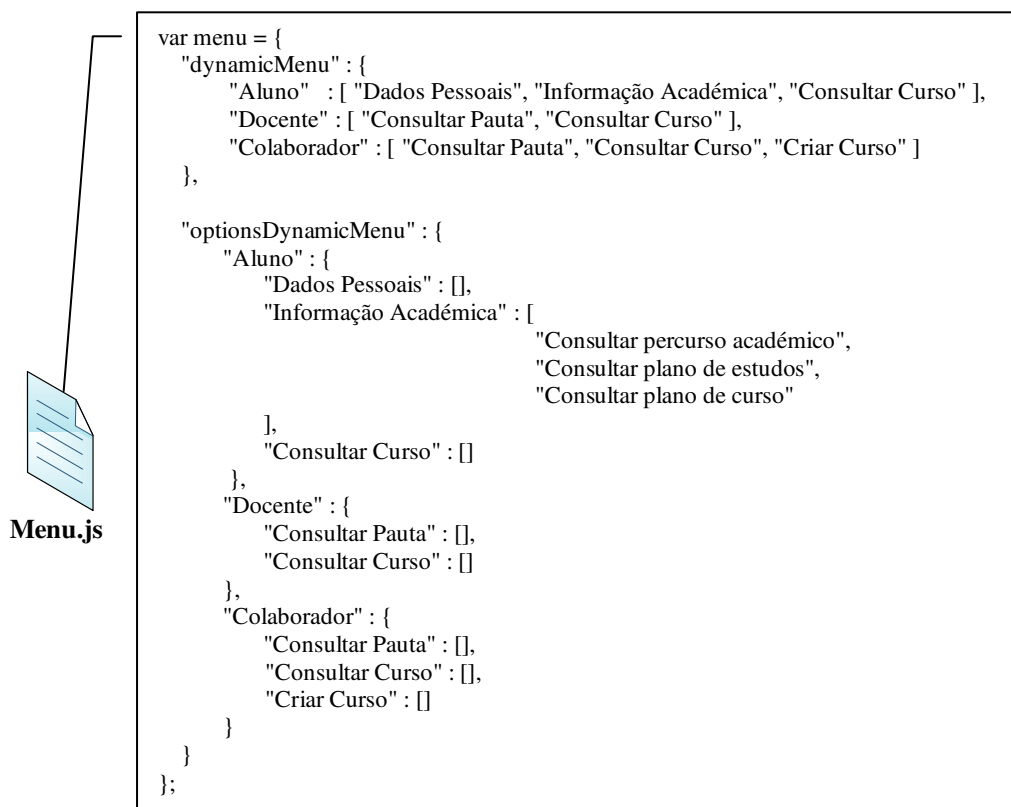 var menu = {
"dynamicMenu" : {
"Aluno" : [ "Dados Pessoais", "Informação Académica", "Consultar Curso" ],
"Docente" : [ "Consultar Pauta", "Consultar Curso" ],
"Colaborador" : [ "Consultar Pauta", "Consultar Curso", "Criar Curso" ]
},
"optionsDynamicMenu" : {
"Aluno" : {
"Dados Pessoais" : [],
"Informação Académica" : [
"Consultar percurso académico",
"Consultar plano de estudos",
"Consultar plano de curso"
],
"Consultar Curso" : []
},
"Docente" : {
"Consultar Pauta" : [],
"Consultar Curso" : []
},
"Colaborador" : {
"Consultar Pauta" : [],
"Consultar Curso" : [],
"Criar Curso" : []
}
}
};
Menu.js